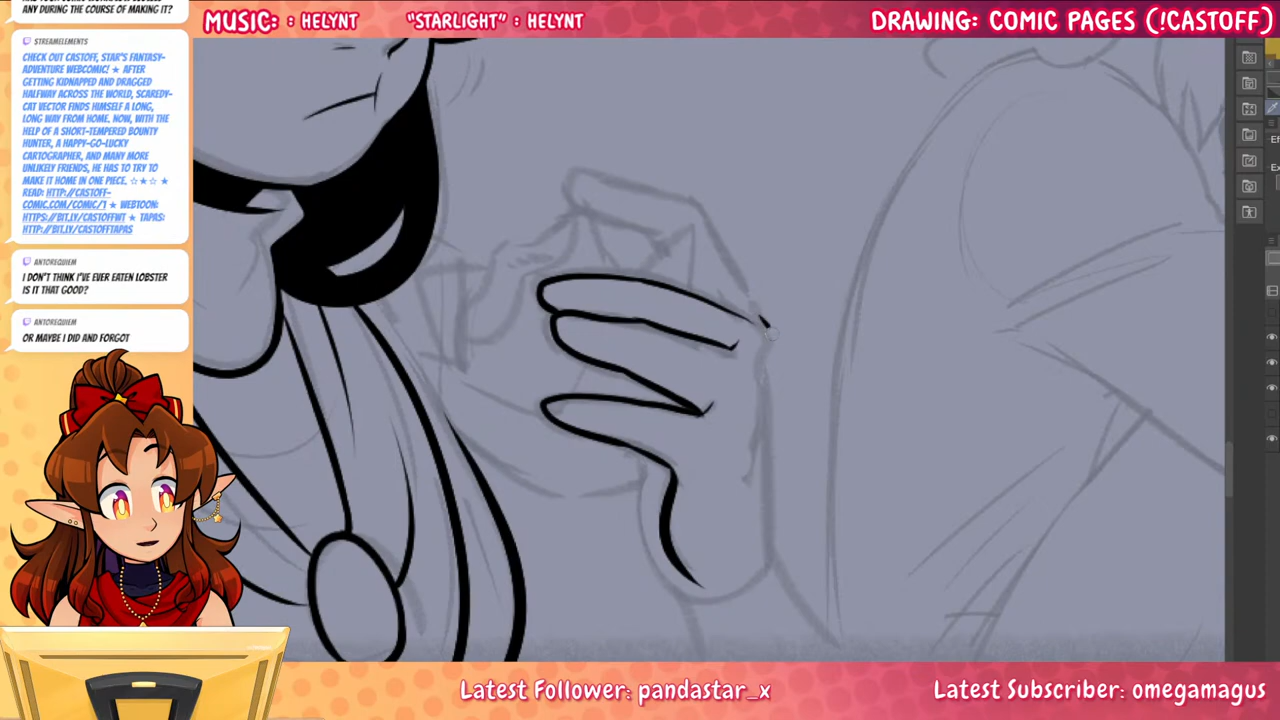 MUSIC: : HELYNT "STARLIGHT" : HELYNT DRAWING: COMIC PAGES (!CASTOFF)
ANY DURING THE COURSE OF MAKING IT?
STREAMELEMENTS
CHECK OUT CASTOFF, STAR'S FANTASY-
ADVENTURE WEBCOMIC! ★ AFTER
GETTING KIDNAPPED AND DRAGGED
HALFWAY ACROSS THE WORLD, SCAREDY-
CAT VECTOR FINDS HIMSELF A LONG,
LONG WAY FROM HOME. NOW, WITH THE
HELP OF A SHORT-TEMPERED BOUNTY
HUNTER, A HAPPY-GO-LUCKY
CARTOGRAPHER, AND MANY MORE
UNLIKELY FRIENDS, HE HAS TO TRY TO
MAKE IT HOME IN ONE PIECE. ☆★☆ ★
READ: HTTP://CASTOFF-
COMIC.COM/COMIC/1 ★ WEBTOON:
HTTPS://BIT.LY/CASTOFFWT ★ TAPAS:
HTTP://BIT.LY/CASTOFFTAPAS
ANTOREQUIEM
I DON'T THINK I'VE EVER EATEN LOBSTER
IS IT THAT GOOD?
ANTOREQUIEM
OR MAYBE I DID AND FORGOT
Latest Follower: pandastar_x Latest Subscriber: omegamagus